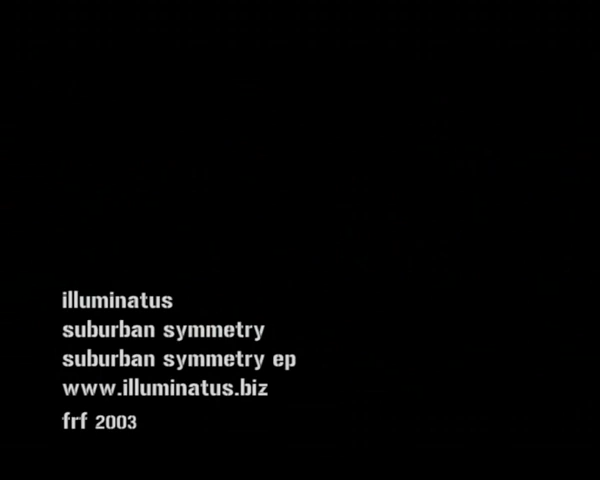 illuminatus
suburban symmetry
suburban symmetry ep
www.illuminatus.biz
frf 2003